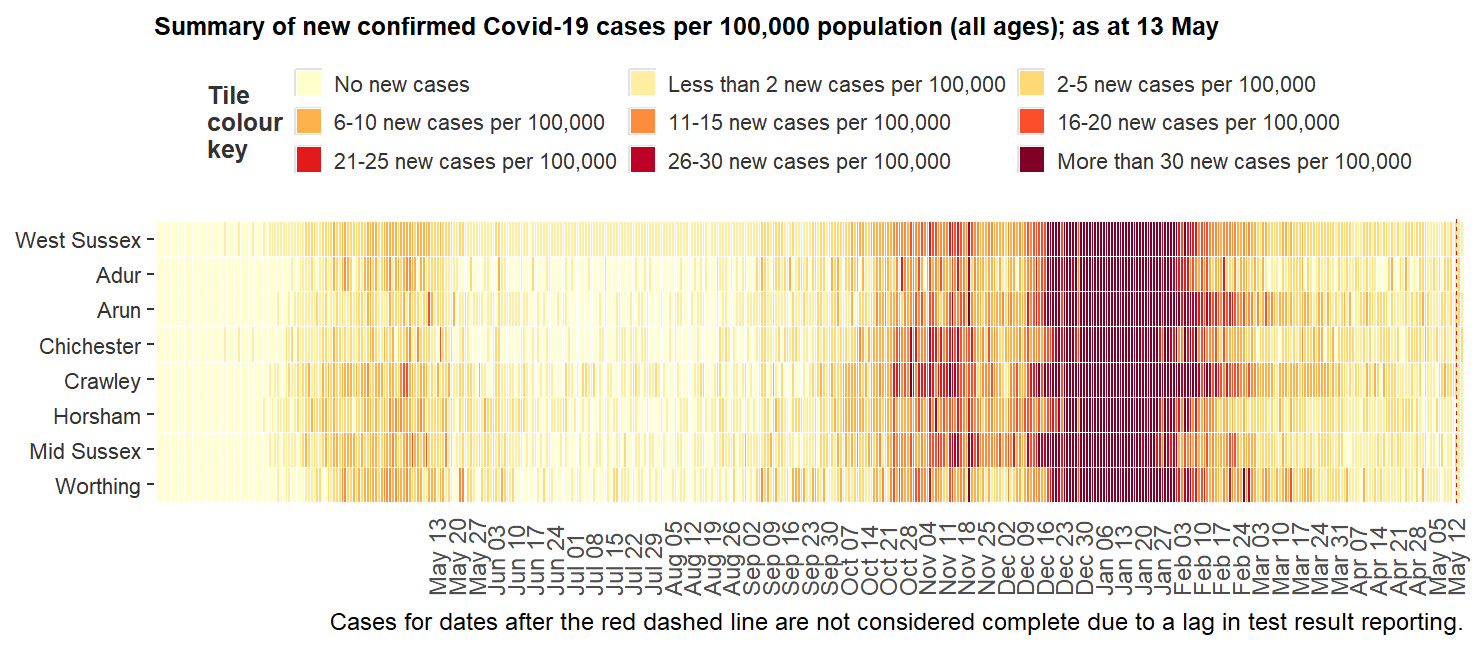 Summary of new confirmed Covid-19 cases per 100,000 population (all ages); as at 13 May
Tile
colour
key
No new cases
Less than 2 new cases per 100,000
2-5 new cases per 100,000
6-10 new cases per 100,000
11-15 new cases per 100,000
16-20 new cases per 100,000
21-25 new cases per 100,000
26-30 new cases per 100,000
More than 30 new cases per 100,000
West Sussex
Adur
Arun
Chichester
Crawley
Horsham
Mid Sussex
Worthing
May 13
May 20
May 27
Jun 03
Jun 10
Jun 17
Jun 24
Jul 01
Jul 08
Jul 15
Jul 22
Jul 29
Aug 05
Aug 12
Aug 19
Aug 26
Sep 02
Sep 09
Sep 16
Sep 23
Sep 30
Oct 07
Oct 14
Oct 21
Oct 28
Nov 04
Nov 11
Nov 18
Nov 25
Dec 02
Dec 09
Dec 16
Dec 23
Dec 30
Jan 06
Jan 13
Jan 20
Jan 27
Feb 03
Feb 10
Feb 17
Feb 24
Mar 03
Mar 10
Mar 17
Mar 24
Mar 31
Apr 07
Apr 14
Apr 21
Apr 28
May 05
May 12
Cases for dates after the red dashed line are not considered complete due to a lag in test result reporting.